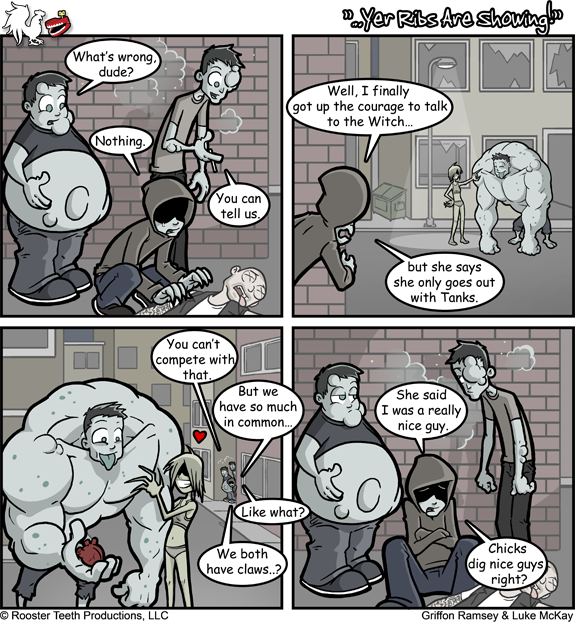 "...Yer Ribs Are Showing!"
What's wrong,
dude?
Nothing.
You can
tell us.
Well, I finally
got up the courage to talk
to the Witch...
but she says
she only goes out
with Tanks.
You can't
compete with
that.
But we
have so much
in common...
Like what?
We both
have claws..?
She said
I was a really
nice guy.
Chicks
dig nice guys
right?
© Rooster Teeth Productions, LLC
Griffon Ramsey & Luke McKay